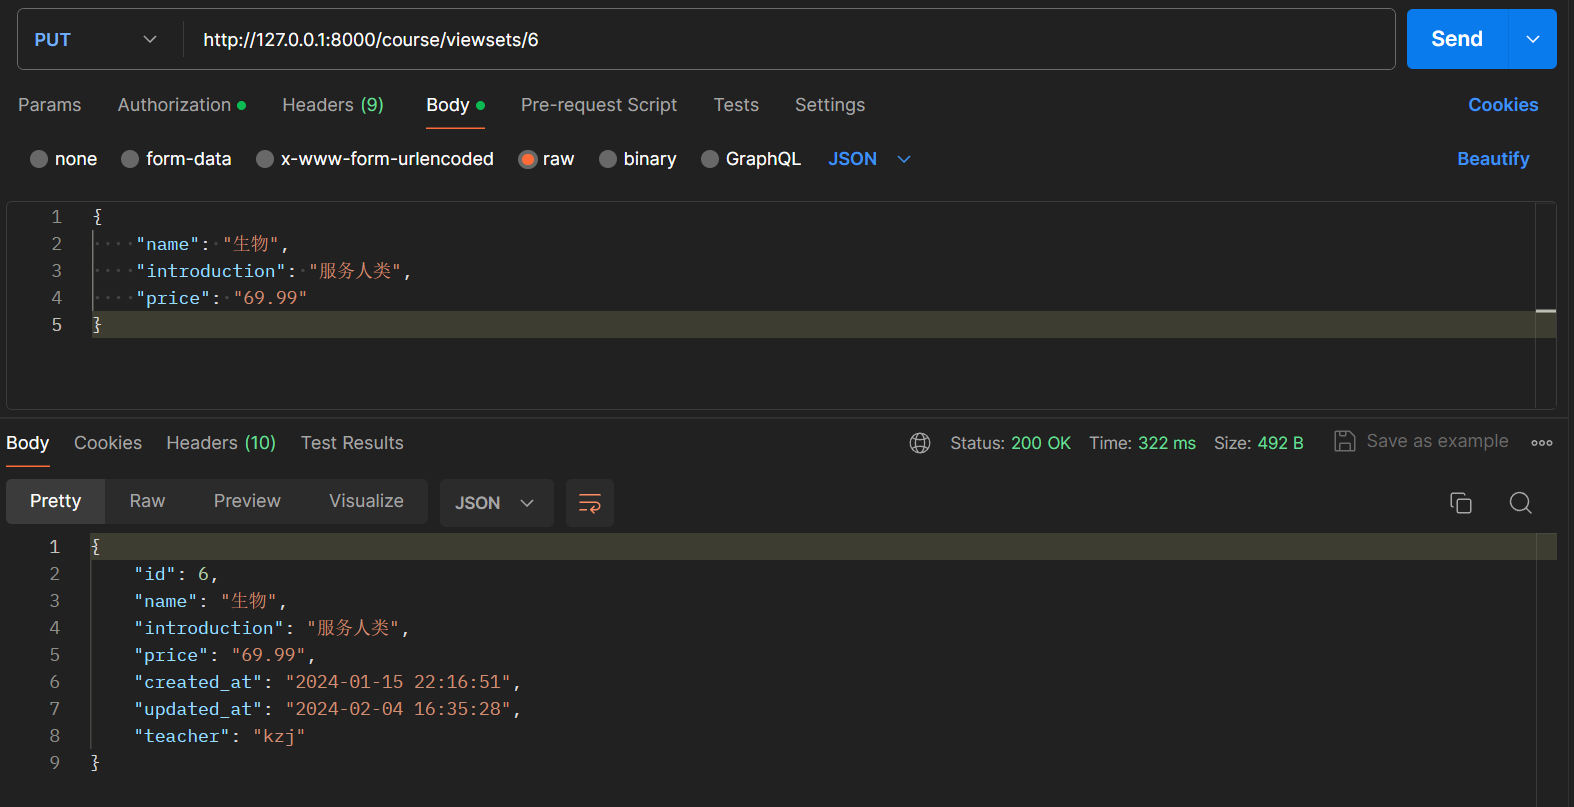 PUT http://127.0.0.1:8000/course/viewsets/6 Send
Params Authorization Headers (9) Body Pre-request Script Tests Settings Cookies
none form-data x-www-form-urlencoded raw binary GraphQL JSON Beautify
1 {
2 "name": "生物",
3 "introduction": "服务人类",
4 "price": "69.99"
5 }
Body Cookies Headers (10) Test Results Status: 200 OK Time: 322 ms Size: 492 B Save as example
Pretty Raw Preview Visualize JSON
1 {
2 "id": 6,
3 "name": "生物",
4 "introduction": "服务人类",
5 "price": "69.99",
6 "created_at": "2024-01-15 22:16:51",
7 "updated_at": "2024-02-04 16:35:28",
8 "teacher": "kzj"
9 }